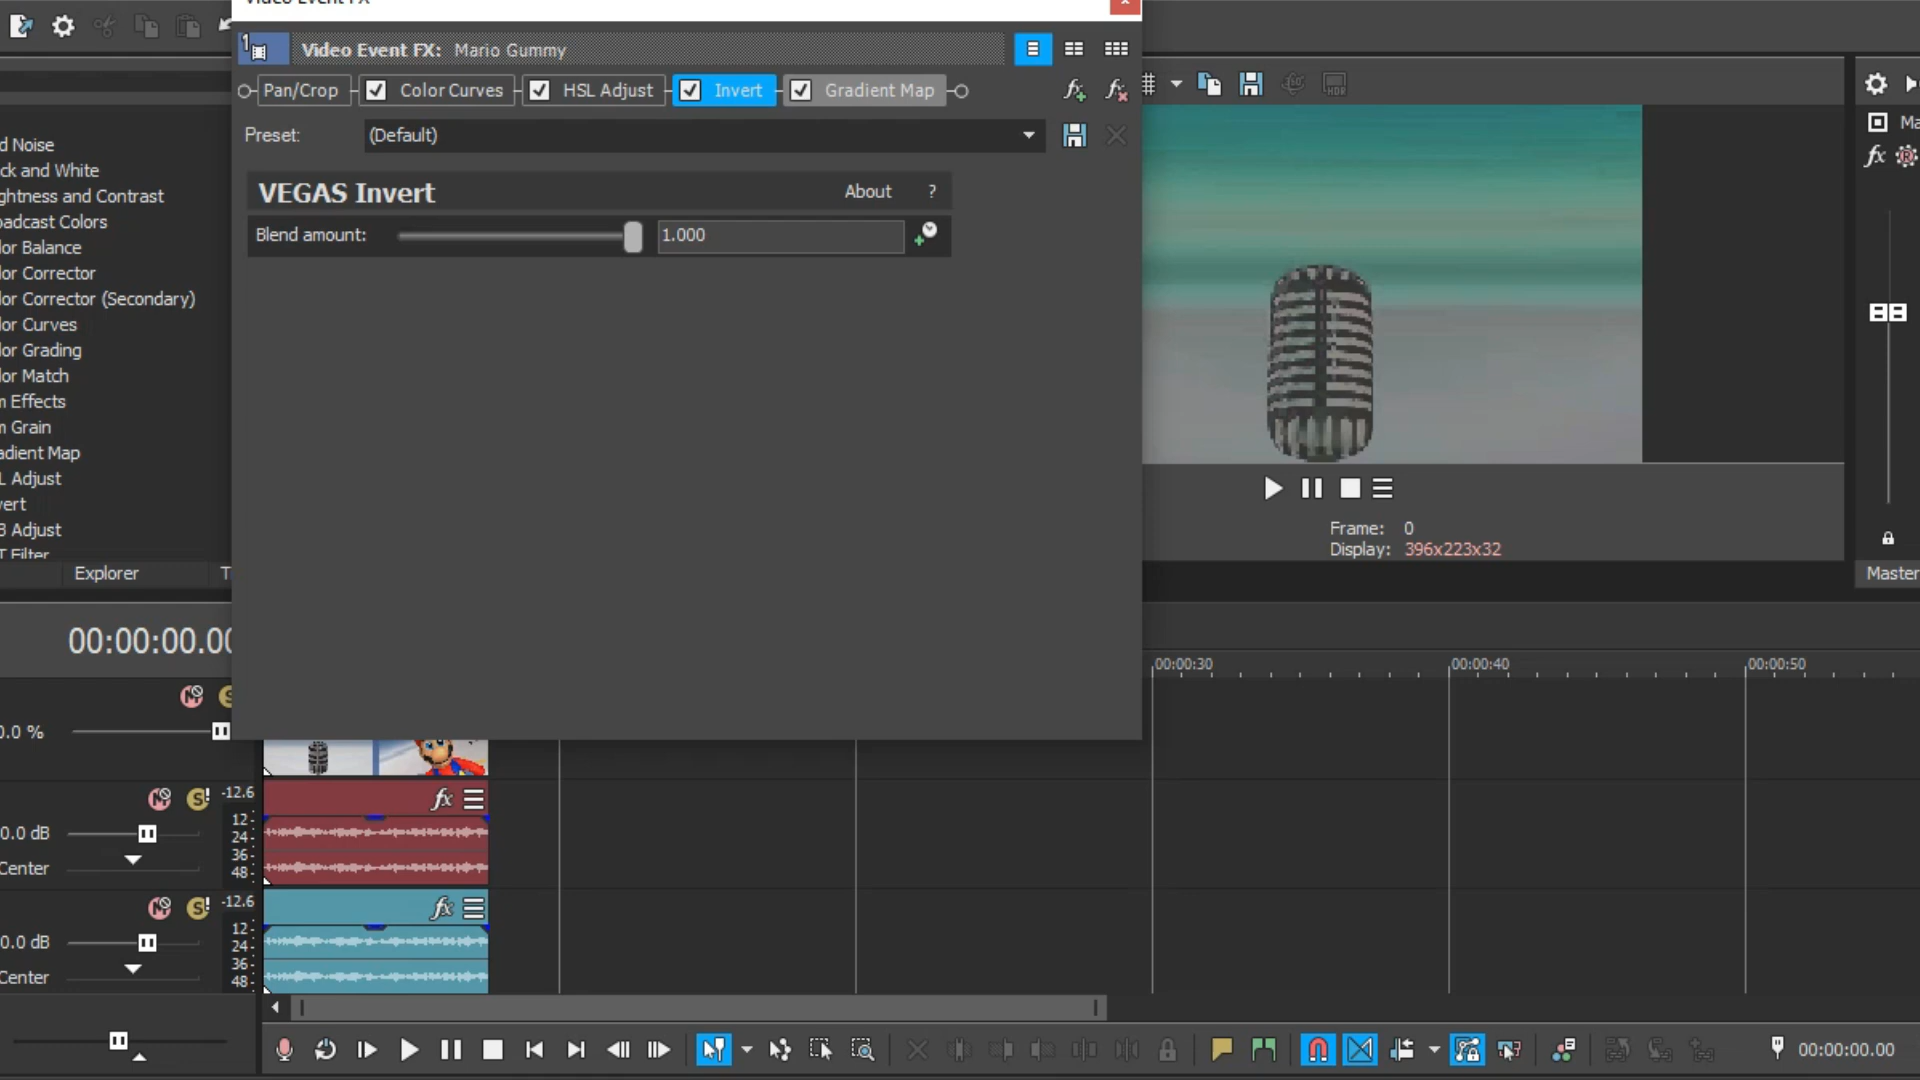 Video Event FX: Mario Gummy
Pan/Crop Color Curves HSL Adjust Invert Gradient Map
Preset: (Default)
VEGAS Invert About ?
Blend amount: 1.000
d Noise
ck and White
ghtness and Contrast
oadcast Colors
lor Balance
lor Corrector
lor Corrector (Secondary)
lor Curves
lor Grading
lor Match
m Effects
m Grain
adient Map
L Adjust
vert
B Adjust
T Filter
Explorer
Ma
fx
Frame: 0
Display: 396x223x32
Master
00:00:00.00
00:00:30 00:00:40 00:00:50
0.0 %
-12.6
12
24
36
48
0.0 dB
Center
fx
-12.6
12
24
36
48
0.0 dB
Center
fx
00:00:00.00